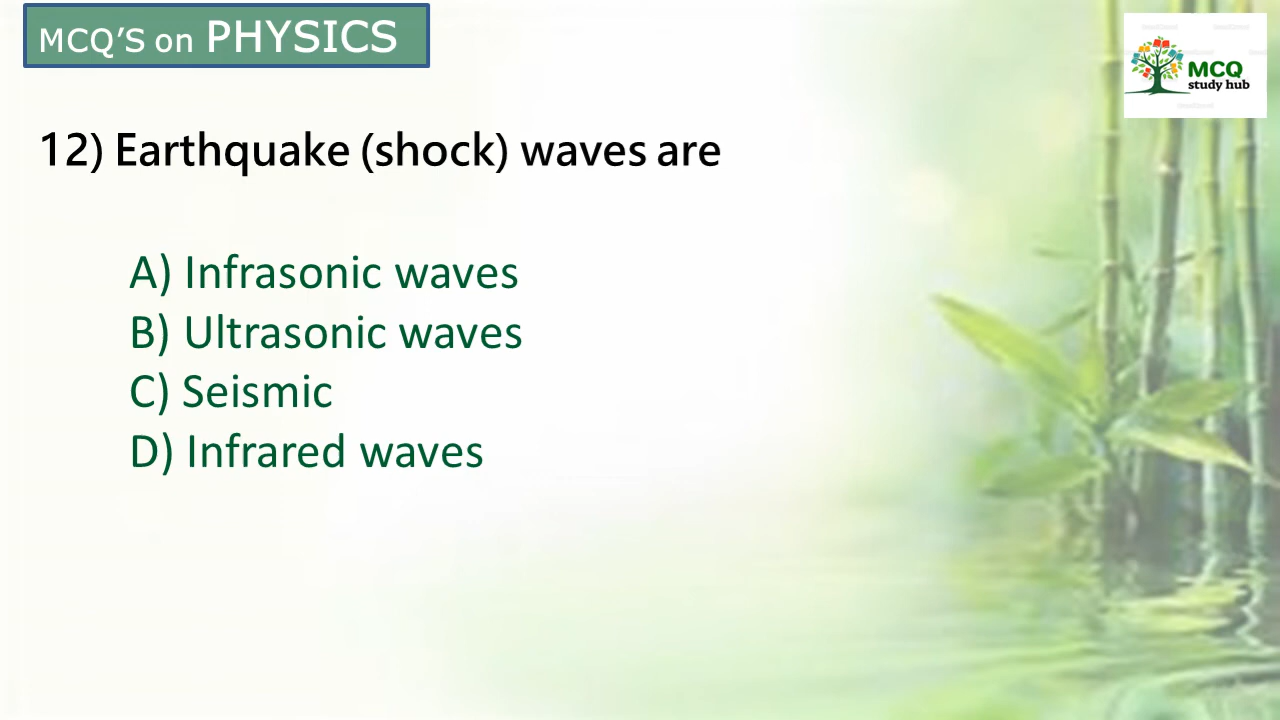 MCQ’S on PHYSICS
MCQ
study hub
12) Earthquake (shock) waves are
A) Infrasonic waves
B) Ultrasonic waves
C) Seismic
D) Infrared waves